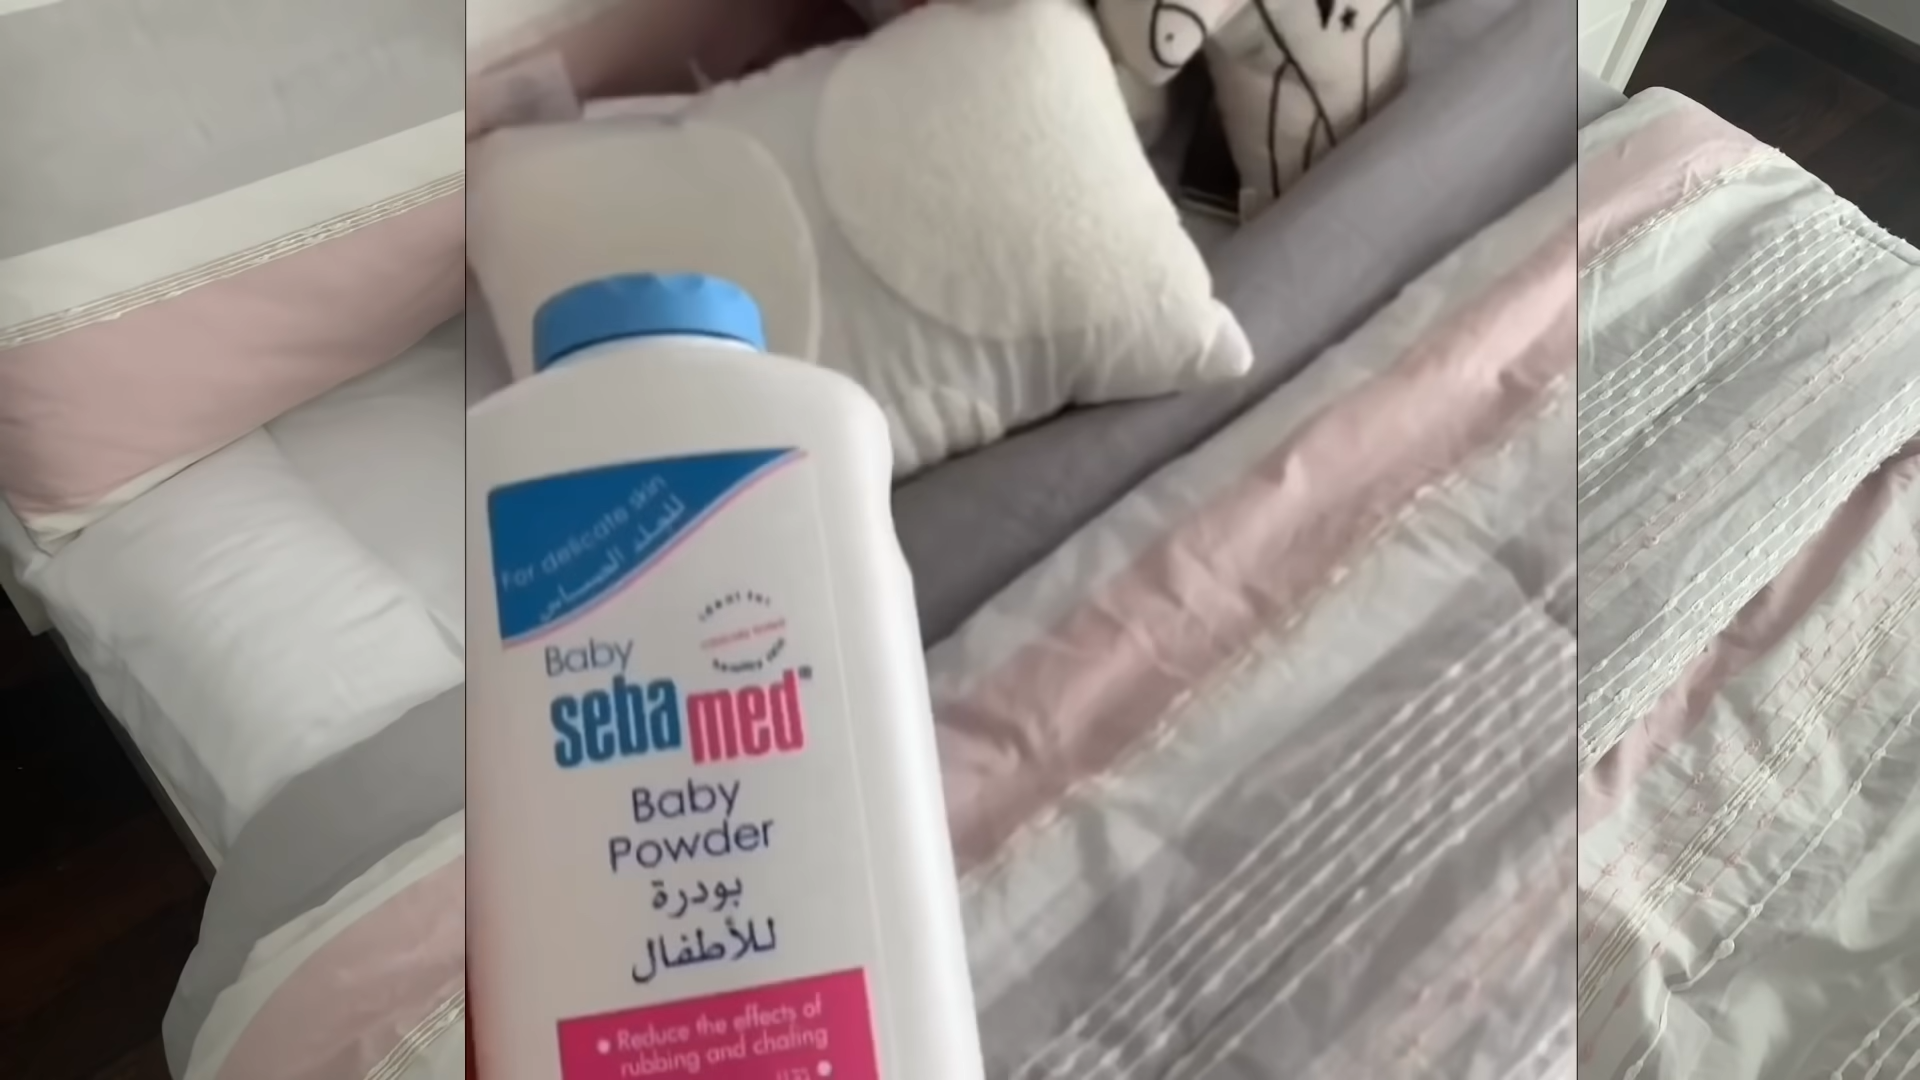 For delicate skin
للجلد الحساس
Baby
sebamed
Baby
Powder
بودرة
للأطفال
• Reduce the effects of
rubbing and chafing